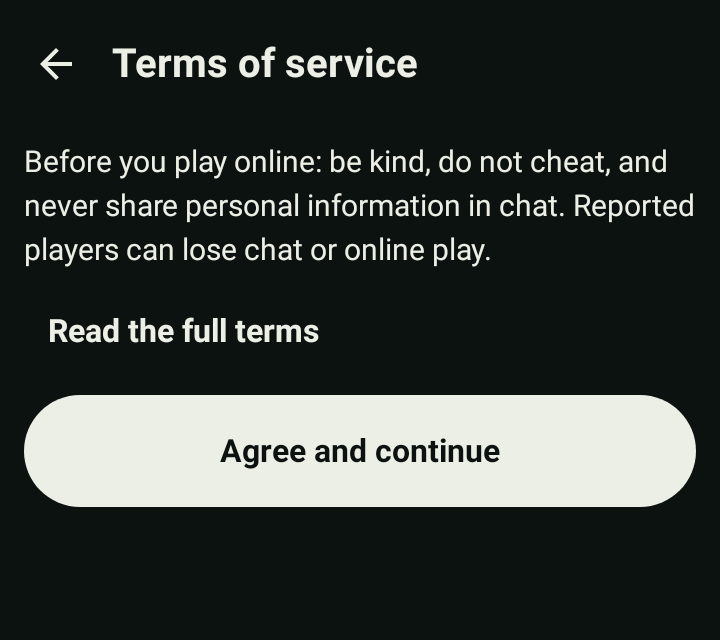 Terms of service
Before you play online: be kind, do not cheat, and
never share personal information in chat. Reported
players can lose chat or online play.
Read the full terms
Agree and continue